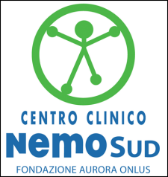 CENTRO CLINICO
NeMO SUD
FONDAZIONE AURORA ONLUS